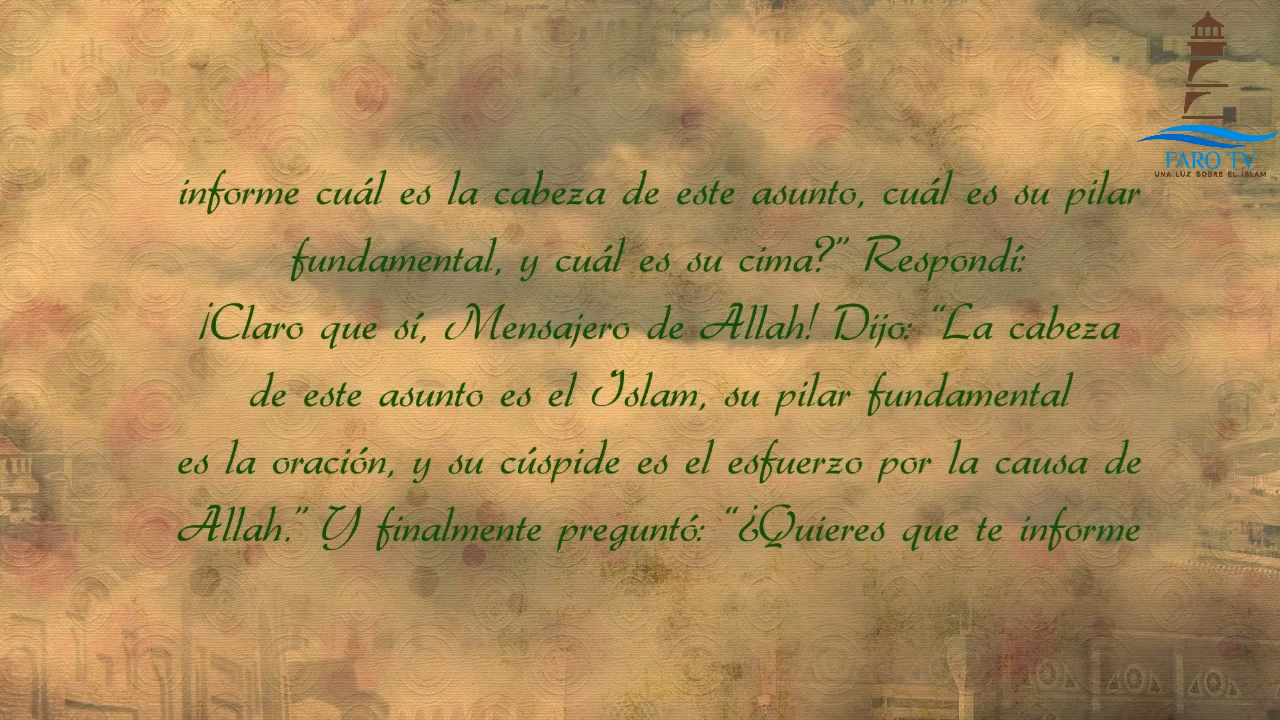 FARO TV
UNA LUZ SOBRE EL ISLAM
informe cuál es la cabeza de este asunto, cuál es su pilar
fundamental, y cuál es su cima?” Respondí:
¡Claro que sí, Mensajero de Allah! Dijo: “La cabeza
de este asunto es el Islam, su pilar fundamental
es la oración, y su cúspide es el esfuerzo por la causa de
Allah.” Y finalmente preguntó: “¿Quieres que te informe